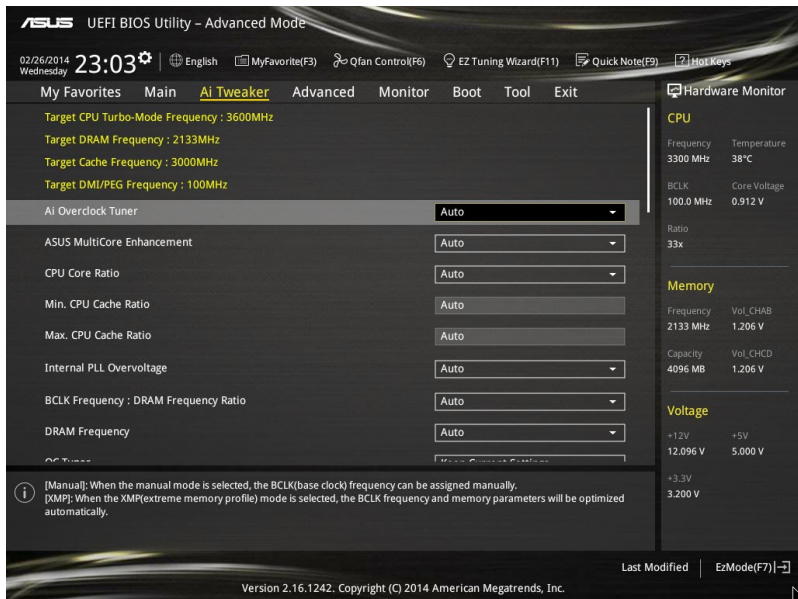 ASUS UEFI BIOS Utility – Advanced Mode
02/26/2014 Wednesday 23:03 English MyFavorite(F3) Qfan Control(F6) EZ Tuning Wizard(F11) Quick Note(F9) ? Hot Keys
My Favorites Main Ai Tweaker Advanced Monitor Boot Tool Exit
Target CPU Turbo-Mode Frequency : 3600MHz
Target DRAM Frequency : 2133MHz
Target Cache Frequency : 3000MHz
Target DMI/PEG Frequency : 100MHz
Ai Overclock Tuner Auto
ASUS MultiCore Enhancement Auto
CPU Core Ratio Auto
Min. CPU Cache Ratio Auto
Max. CPU Cache Ratio Auto
Internal PLL Overvoltage Auto
BCLK Frequency : DRAM Frequency Ratio Auto
DRAM Frequency Auto
[Manual]: When the manual mode is selected, the BCLK(base clock) frequency can be assigned manually.
[XMP]: When the XMP(extreme memory profile) mode is selected, the BCLK frequency and memory parameters will be optimized
automatically.
Hardware Monitor
CPU
Frequency Temperature
3300 MHz 38°C
BCLK Core Voltage
100.0 MHz 0.912 V
Ratio
33x
Memory
Frequency Vol_CHAB
2133 MHz 1.206 V
Capacity Vol_CHCD
4096 MB 1.206 V
Voltage
+12V +5V
12.096 V 5.000 V
+3.3V
3.200 V
Last Modified EzMode(F7)
Version 2.16.1242. Copyright (C) 2014 American Megatrends, Inc.